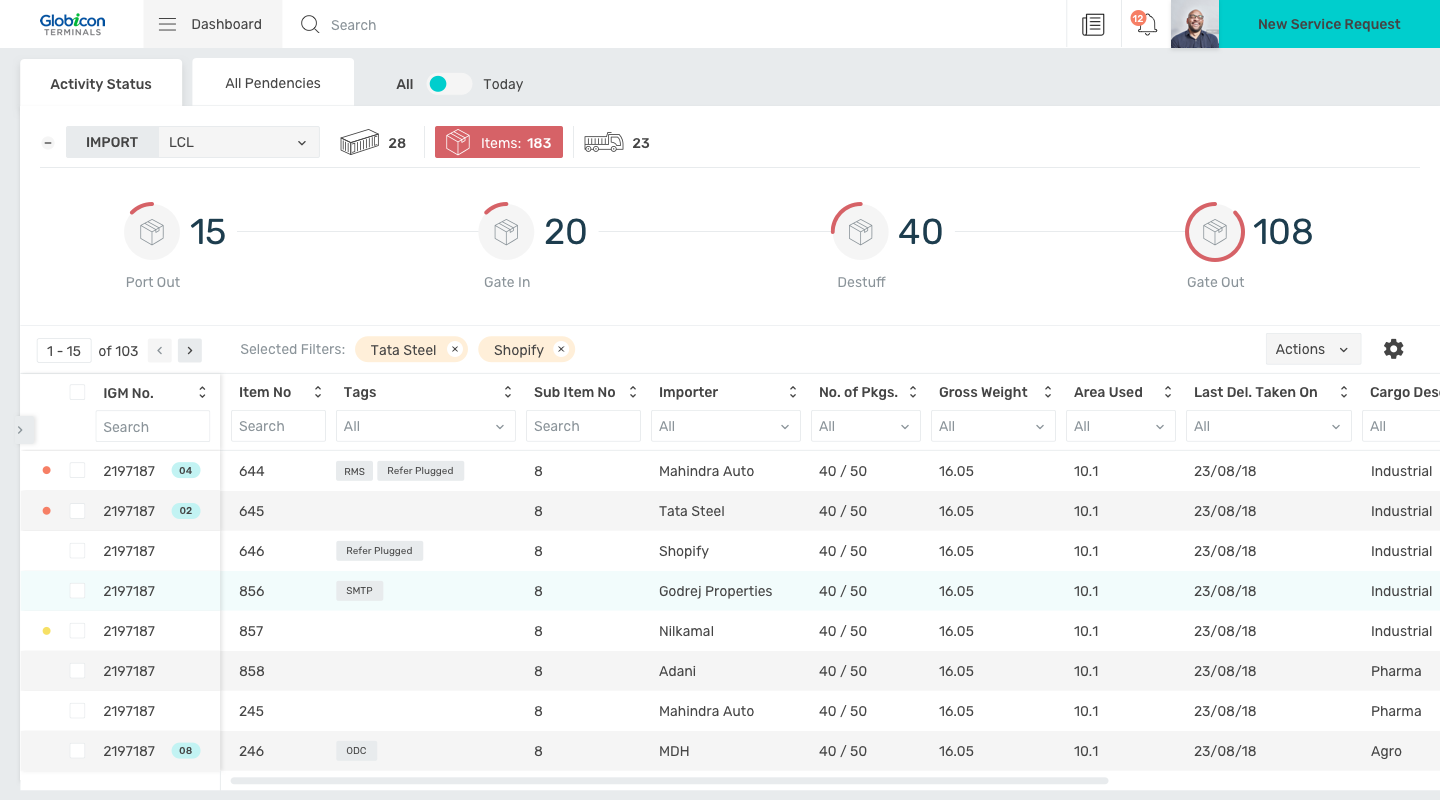 Globicon
TERMINALS
Dashboard
Search
12
New Service Request
Activity Status
All Pendencies
All
Today
IMPORT
LCL
28
Items: 183
23
15
20
40
108
Port Out
Gate In
Destuff
Gate Out
1 - 15 of 103
Selected Filters:
Tata Steel ×
Shopify ×
Actions
IGM No. Item No Tags Sub Item No Importer No. of Pkgs. Gross Weight Area Used Last Del. Taken On Cargo Des
Search Search All Search All All All All All All
2197187 04 644 RMS Refer Plugged 8 Mahindra Auto 40 / 50 16.05 10.1 23/08/18 Industrial
2197187 02 645 8 Tata Steel 40 / 50 16.05 10.1 23/08/18 Industrial
2197187 646 Refer Plugged 8 Shopify 40 / 50 16.05 10.1 23/08/18 Industrial
2197187 856 SMTP 8 Godrej Properties 40 / 50 16.05 10.1 23/08/18 Industrial
2197187 857 8 Nilkamal 40 / 50 16.05 10.1 23/08/18 Industrial
2197187 858 8 Adani 40 / 50 16.05 10.1 23/08/18 Pharma
2197187 245 8 Mahindra Auto 40 / 50 16.05 10.1 23/08/18 Pharma
2197187 08 246 ODC 8 MDH 40 / 50 16.05 10.1 23/08/18 Agro